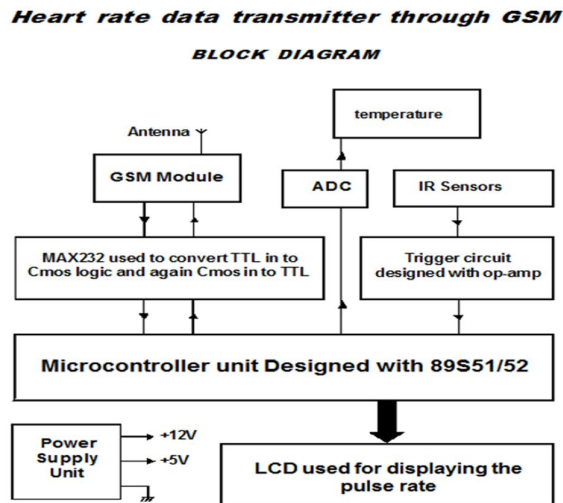 Heart rate data transmitter through GSM
BLOCK DIAGRAM
temperature
Antenna
GSM Module
ADC
IR Sensors
MAX232 used to convert TTL in to
Cmos logic and again Cmos in to TTL
Trigger circuit
designed with op-amp
Microcontroller unit Designed with 89S51/52
Power
Supply
Unit
+12V
+5V
LCD used for displaying the
pulse rate